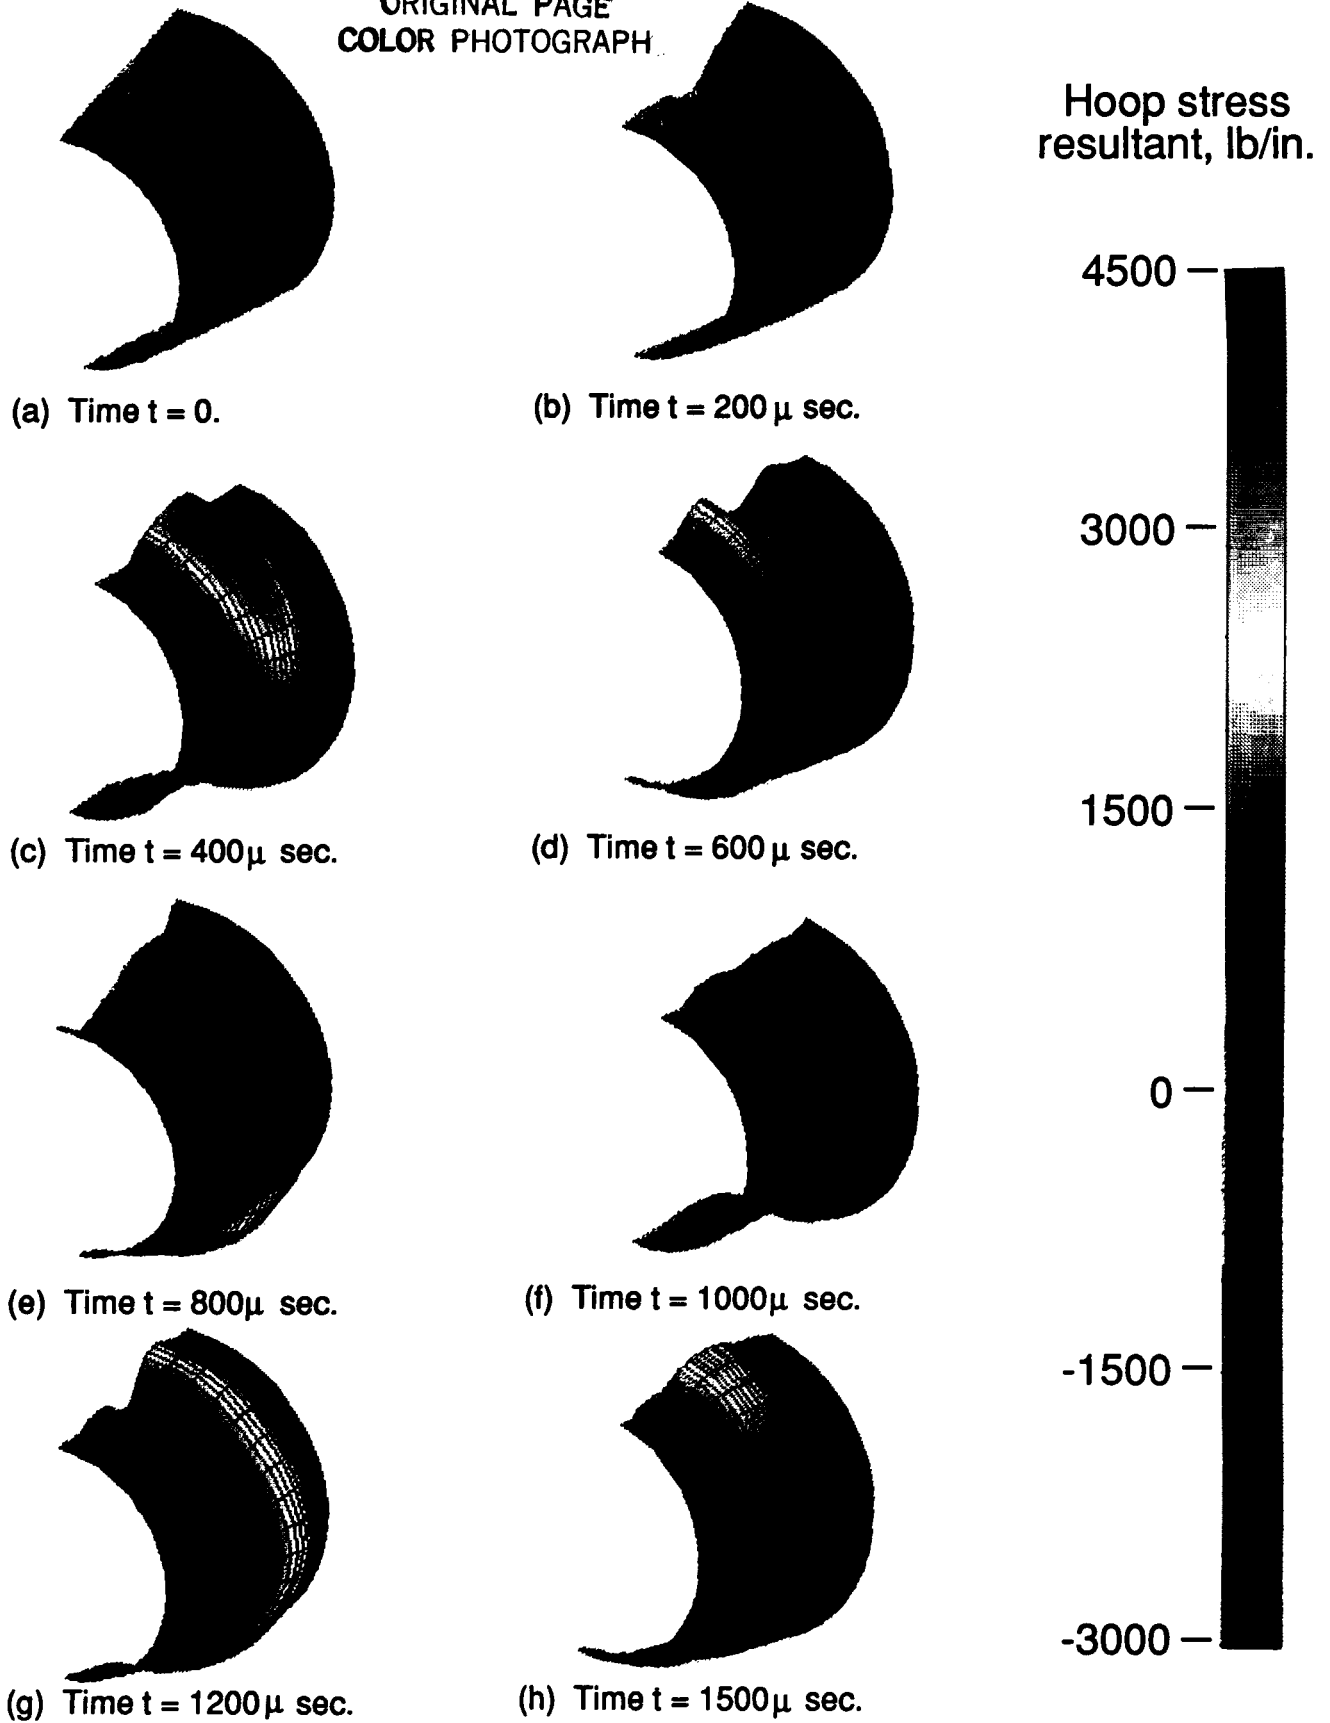 ORIGINAL PAGE
COLOR PHOTOGRAPH
Hoop stress
resultant, lb/in.
4500
3000
1500
0
-1500
-3000
(a) Time t = 0.
(b) Time t = 200 μ sec.
(c) Time t = 400μ sec.
(d) Time t = 600 μ sec.
(e) Time t = 800μ sec.
(f) Time t = 1000μ sec.
(g) Time t = 1200μ sec.
(h) Time t = 1500μ sec.